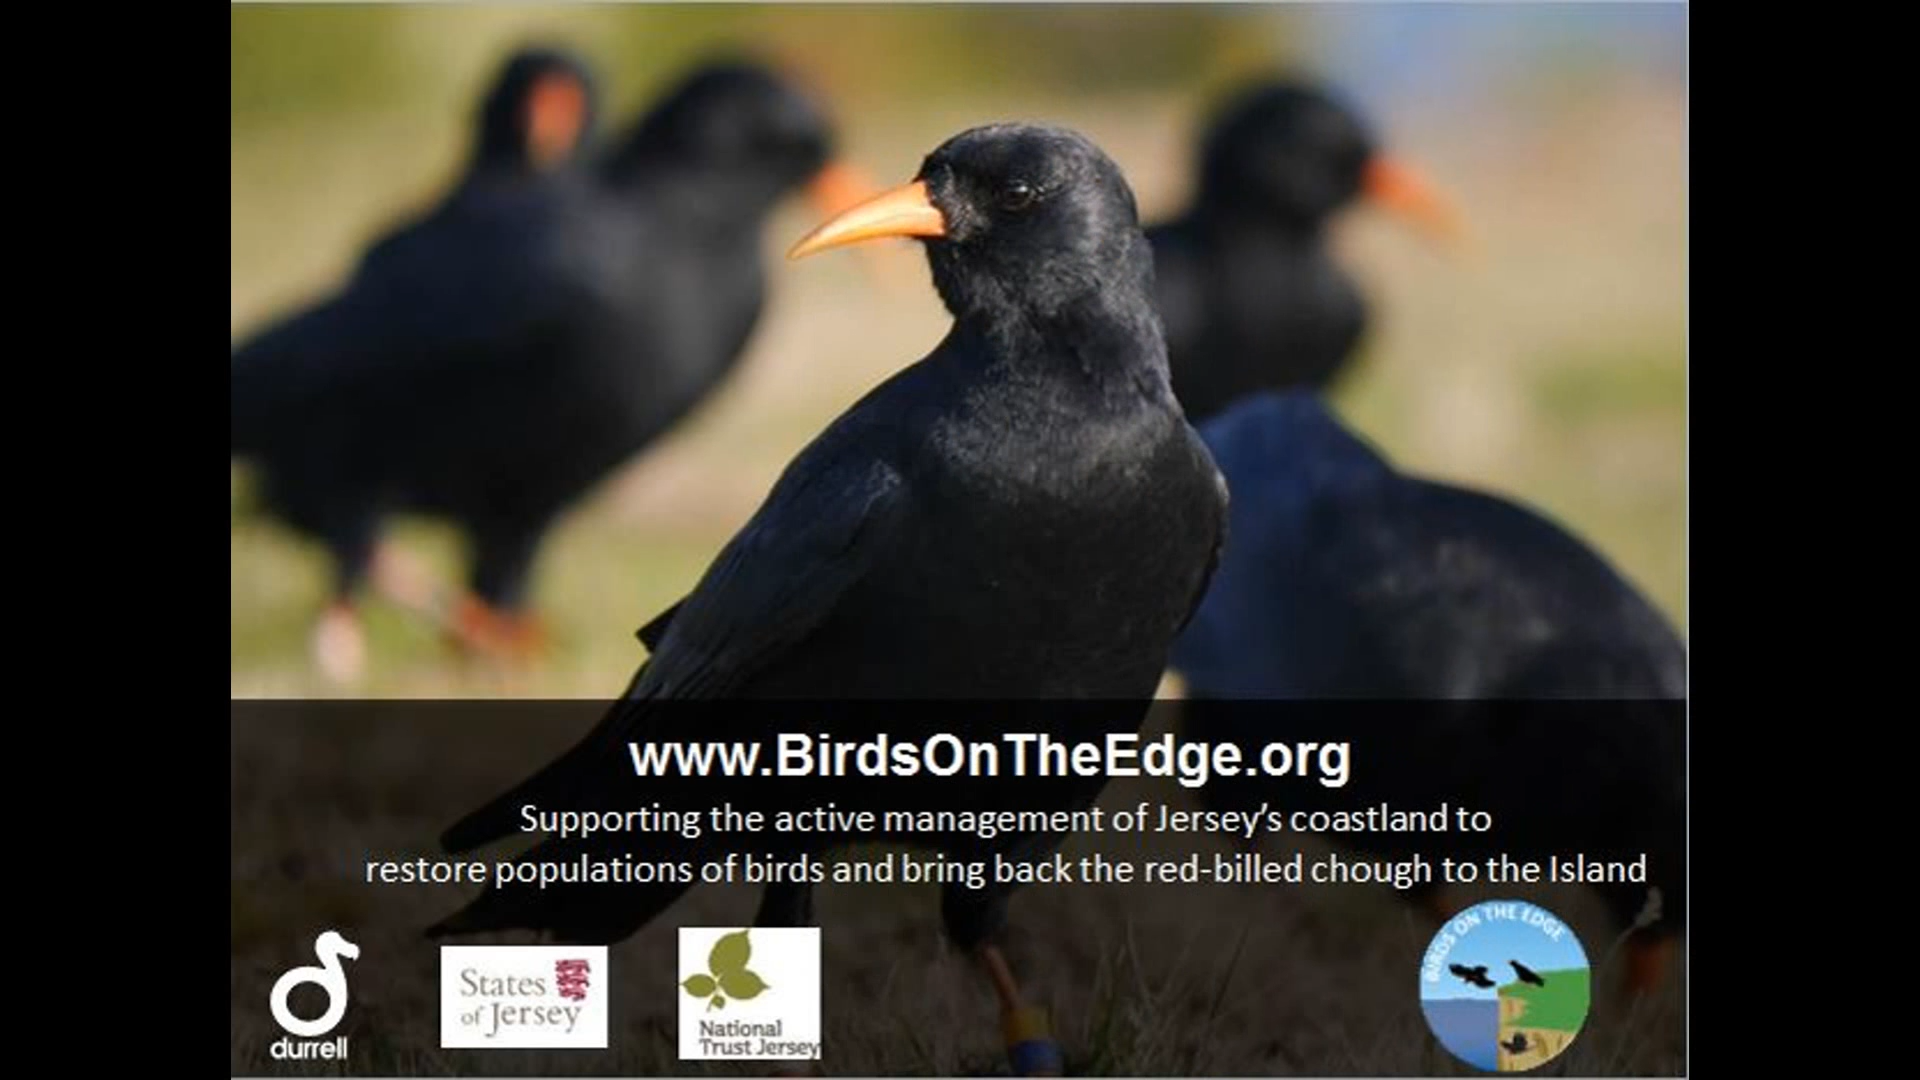 www.BirdsOnTheEdge.org
Supporting the active management of Jersey's coastland to
restore populations of birds and bring back the red-billed chough to the Island
durrell
States
of Jersey
National
Trust Jersey
BIRDS ON THE EDGE